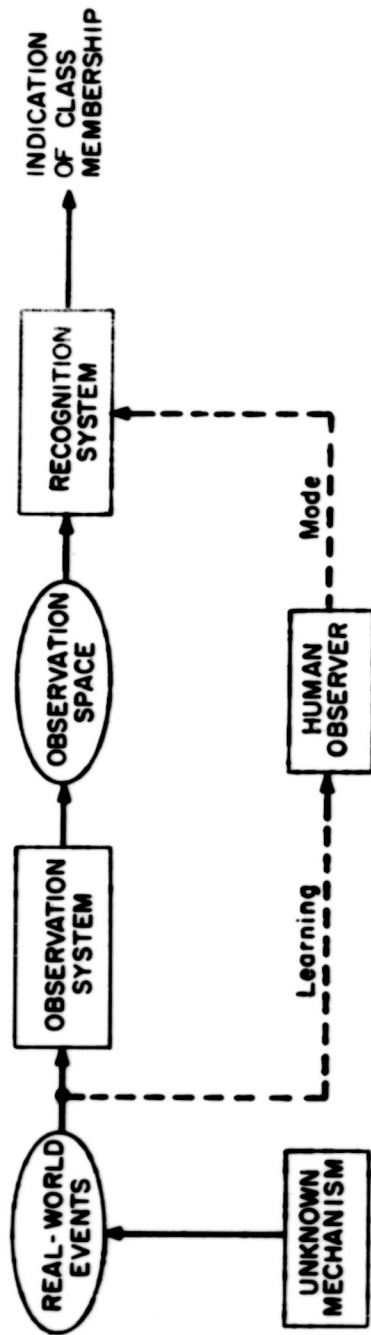 REAL-WORLD
EVENTS
OBSERVATION
SYSTEM
OBSERVATION
SPACE
RECOGNITION
SYSTEM
INDICATION
OF CLASS
MEMBERSHIP
UNKNOWN
MECHANISM
Learning
HUMAN
OBSERVER
Mode